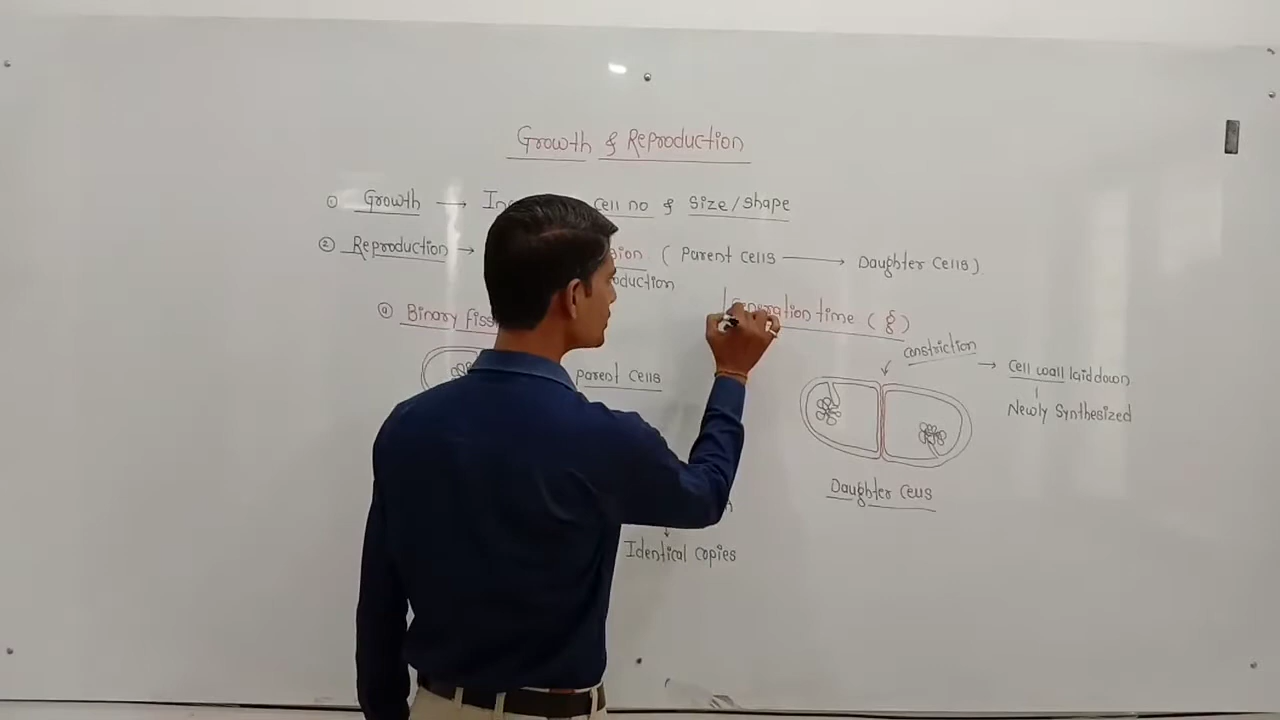 Growth & Reproduction
① Growth → cell no & size/shape
② Reproduction → (Parent cells → Daughter cells)
ⓐ Binary
time (g)
constriction
Parent cells
→ cell wall laid down
Newly synthesized
Daughter cells
Identical copies